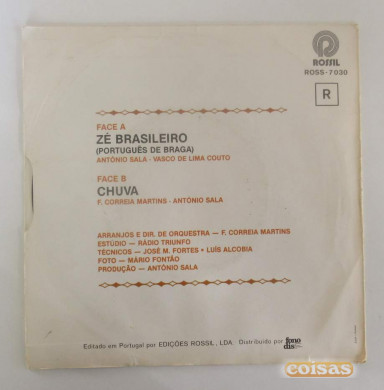 ROSSIL
ROSS-7030
R
FACE A
ZÉ BRASILEIRO
(PORTUGUÊS DE BRAGA)
ANTÓNIO SALA - VASCO DE LIMA COUTO
FACE B
CHUVA
F. CORREIA MARTINS - ANTÓNIO SALA
ARRANJOS E DIR. DE ORQUESTRA — F. CORREIA MARTINS
ESTÚDIO — RÁDIO TRIUNFO
TÉCNICOS — JOSÉ M. FORTES • LUÍS ALCOBIA
FOTO — MÁRIO FONTÃO
PRODUÇÃO — ANTÓNIO SALA
Editado em Portugal por EDIÇÕES ROSSIL, LDA. Distribuído por fonodis
coisas